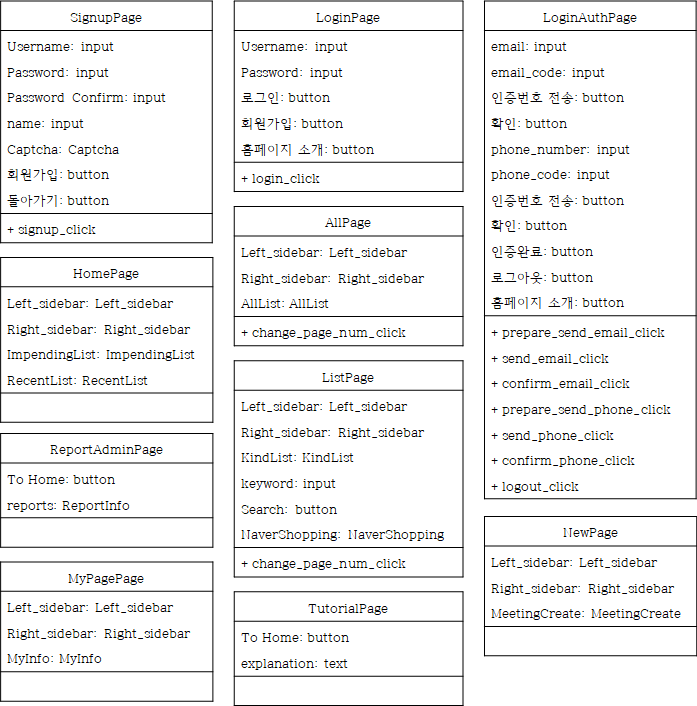 SignupPage
Username: input
Password: input
Password Confirm: input
name: input
Captcha: Captcha
회원가입: button
돌아가기: button
+ signup_click
HomePage
Left_sidebar: Left_sidebar
Right_sidebar: Right_sidebar
ImpendingList: ImpendingList
RecentList: RecentList
ReportAdminPage
To Home: button
reports: ReportInfo
MyPagePage
Left_sidebar: Left_sidebar
Right_sidebar: Right_sidebar
MyInfo: MyInfo
LoginPage
Username: input
Password: input
로그인: button
회원가입: button
홈페이지 소개: button
+ login_click
AllPage
Left_sidebar: Left_sidebar
Right_sidebar: Right_sidebar
AllList: AllList
+ change_page_num_click
ListPage
Left_sidebar: Left_sidebar
Right_sidebar: Right_sidebar
KindList: KindList
keyword: input
Search: button
NaverShopping: NaverShopping
+ change_page_num_click
TutorialPage
To Home: button
explanation: text
LoginAuthPage
email: input
email_code: input
인증번호 전송: button
확인: button
phone_number: input
phone_code: input
인증번호 전송: button
확인: button
인증완료: button
로그아웃: button
홈페이지 소개: button
+ prepare_send_email_click
+ send_email_click
+ confirm_email_click
+ prepare_send_phone_click
+ send_phone_click
+ confirm_phone_click
+ logout_click
NewPage
Left_sidebar: Left_sidebar
Right_sidebar: Right_sidebar
MeetingCreate: MeetingCreate